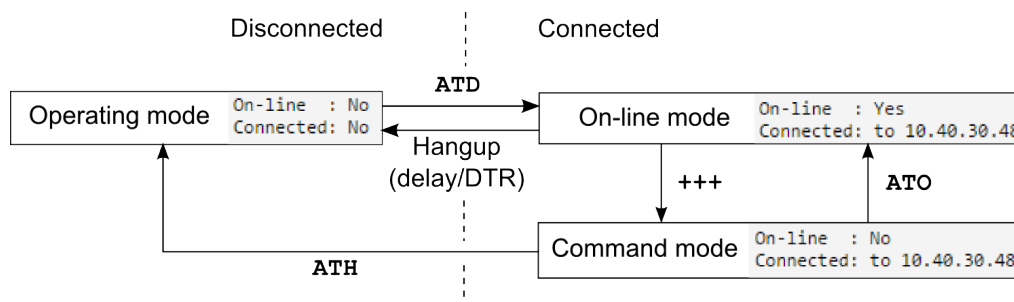 Disconnected
Connected
ATD
Operating mode
On-line  : No
Connected: No
On-line mode
On-line  : Yes
Connected: to 10.40.30.48
Hangup
(delay/DTR)
+++
ATO
Command mode
On-line  : No
Connected: to 10.40.30.48
ATH